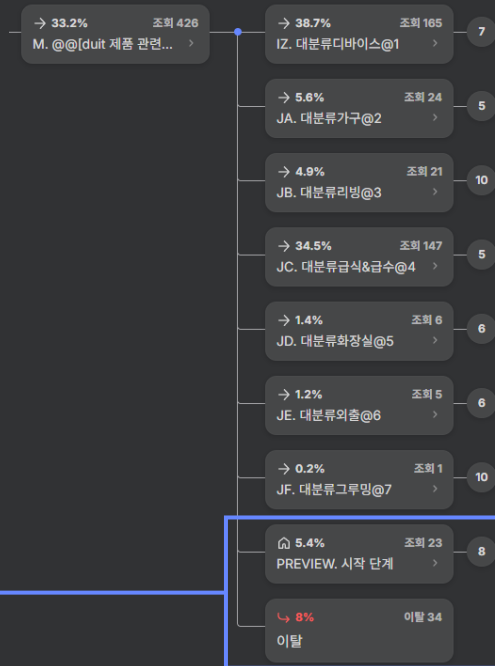 33.2% 조회 426
M. @@[duit 제품 관련...
38.7% 조회 165
IZ. 대분류디바이스@1
7
5.6% 조회 24
JA. 대분류가구@2
5
4.9% 조회 21
JB. 대분류리빙@3
10
34.5% 조회 147
JC. 대분류급식&급수@4
5
1.4% 조회 6
JD. 대분류화장실@5
6
1.2% 조회 5
JE. 대분류외출@6
6
0.2% 조회 1
JF. 대분류그루밍@7
10
5.4% 조회 23
PREVIEW. 시작 단계
8
8% 이탈 34
이탈